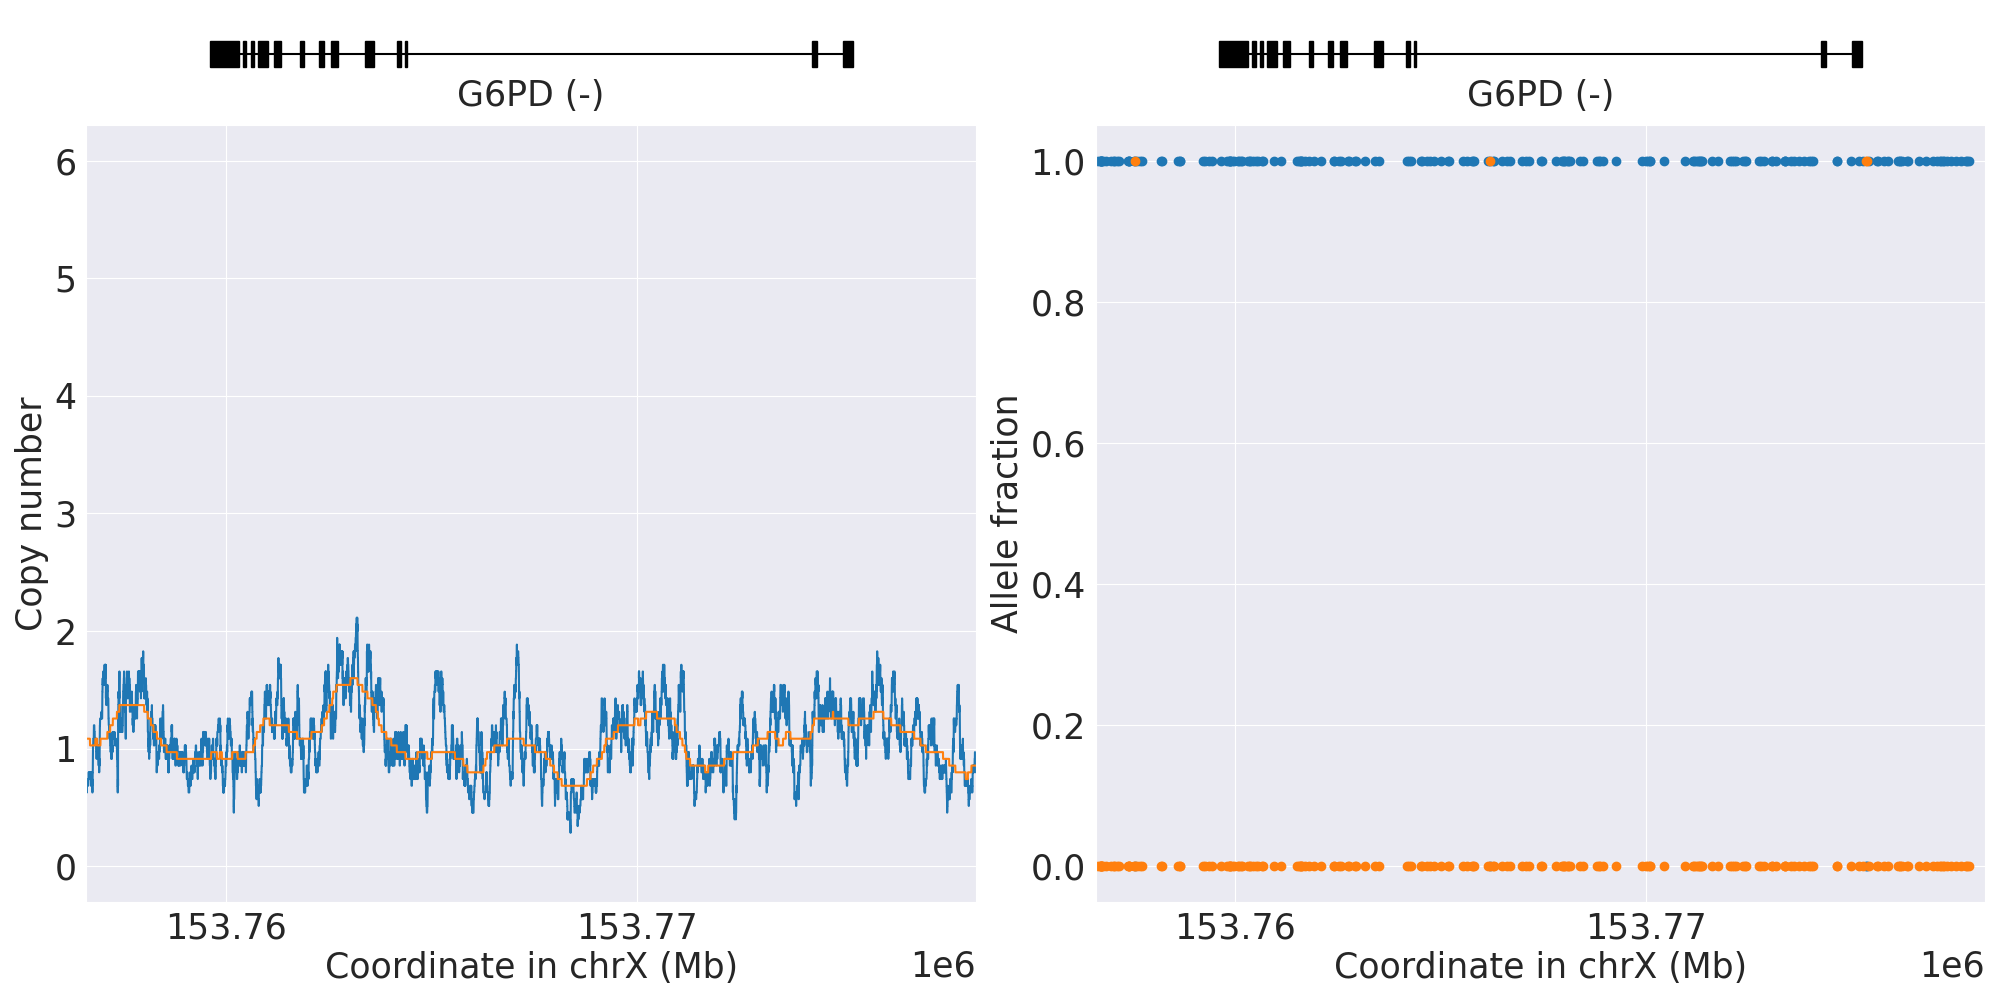 G6PD (-)
6
5
4
3
2
1
0
Copy number
153.76
153.77
Coordinate in chrX (Mb)
1e6
G6PD (-)
1.0
0.8
0.6
0.4
0.2
0.0
Allele fraction
153.76
153.77
Coordinate in chrX (Mb)
1e6